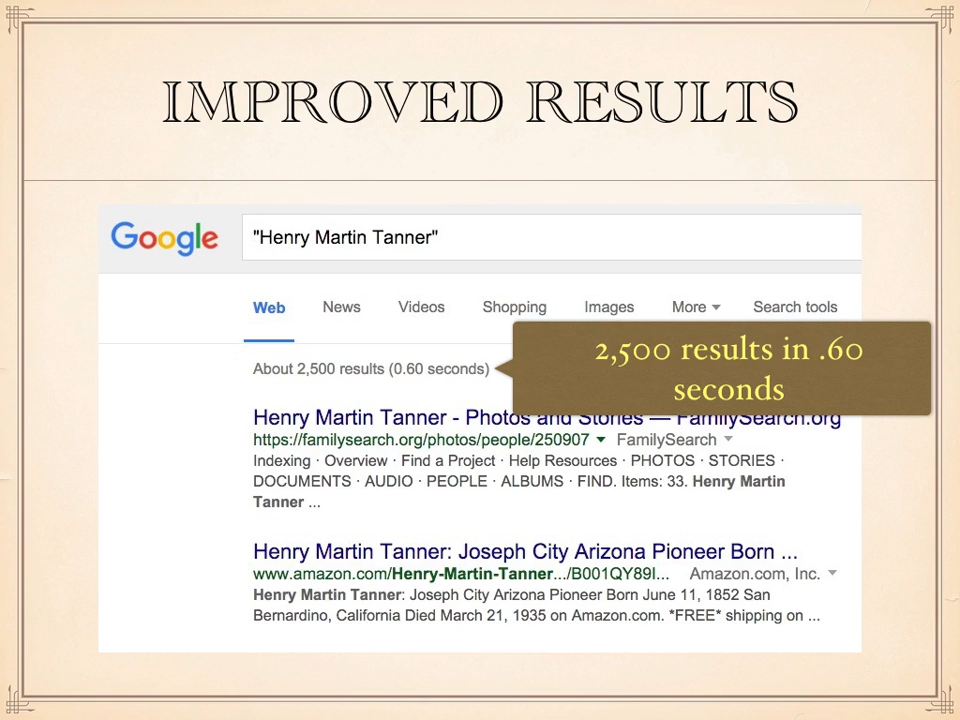 IMPROVED RESULTS
Google
"Henry Martin Tanner"
Web News Videos Shopping Images More Search tools
About 2,500 results (0.60 seconds)
2,500 results in .60
seconds
Henry Martin Tanner - Photos and Stories — FamilySearch.org
https://familysearch.org/photos/people/250907 FamilySearch
Indexing · Overview · Find a Project · Help Resources · PHOTOS · STORIES ·
DOCUMENTS · AUDIO · PEOPLE · ALBUMS · FIND. Items: 33. Henry Martin
Tanner ...
Henry Martin Tanner: Joseph City Arizona Pioneer Born ...
www.amazon.com/Henry-Martin-Tanner.../B001QY89I... Amazon.com, Inc.
Henry Martin Tanner: Joseph City Arizona Pioneer Born June 11, 1852 San
Bernardino, California Died March 21, 1935 on Amazon.com. *FREE* shipping on ...